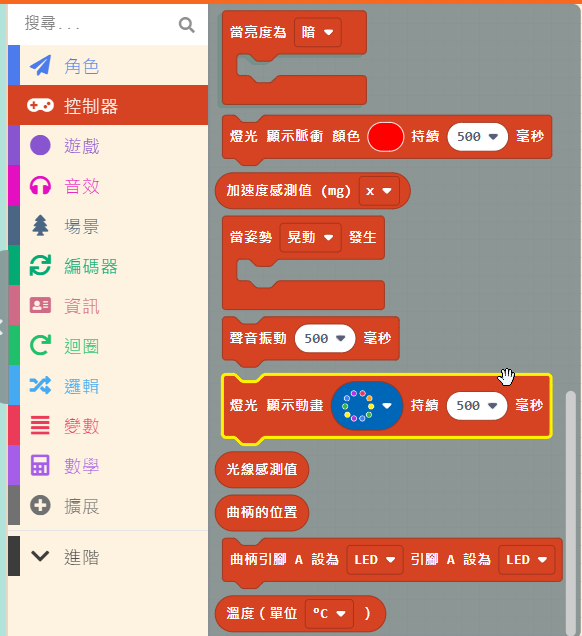 搜尋...
角色
控制器
遊戲
音效
場景
編碼器
資訊
迴圈
邏輯
變數
數學
擴展
進階
當亮度為 暗
燈光 顯示脈衝 顏色 持續 500 毫秒
加速度感測值 (mg) x
當姿勢 晃動 發生
聲音振動 500 毫秒
燈光 顯示動畫 持續 500 毫秒
光線感測值
曲柄的位置
曲柄引腳 A 設為 LED 引腳 A 設為 LED
溫度(單位 °C )